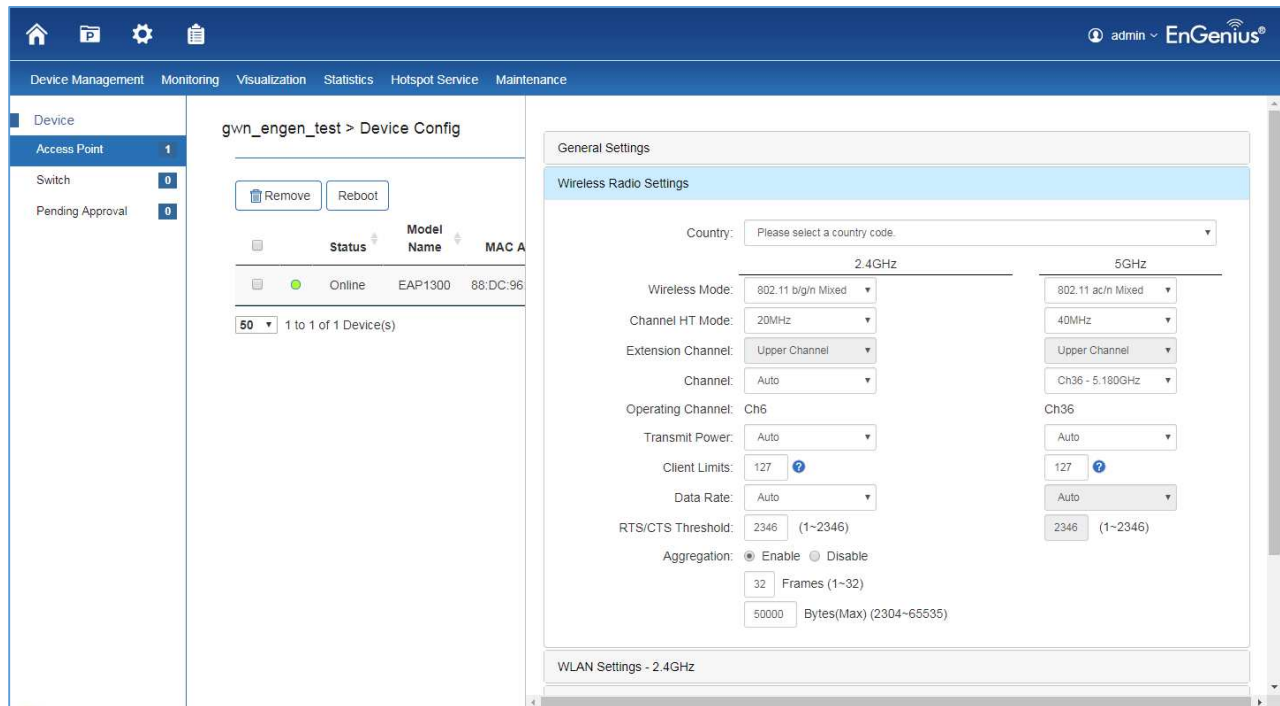 admin EnGenius®
Device Management Monitoring Visualization Statistics Hotspot Service Maintenance
Device
Access Point 1
Switch 0
Pending Approval 0
gwn_engen_test > Device Config
Remove Reboot
Status Model Name MAC A
Online EAP1300 88:DC:96
50 1 to 1 of 1 Device(s)
General Settings
Wireless Radio Settings
Country: Please select a country code.
2.4GHz 5GHz
Wireless Mode: 802.11 b/g/n Mixed 802.11 ac/n Mixed
Channel HT Mode: 20MHz 40MHz
Extension Channel: Upper Channel Upper Channel
Channel: Auto Ch36 - 5.180GHz
Operating Channel: Ch6 Ch36
Transmit Power: Auto Auto
Client Limits: 127 ? 127 ?
Data Rate: Auto Auto
RTS/CTS Threshold: 2346 (1~2346) 2346 (1~2346)
Aggregation: Enable Disable
32 Frames (1~32)
50000 Bytes(Max) (2304~65535)
WLAN Settings - 2.4GHz